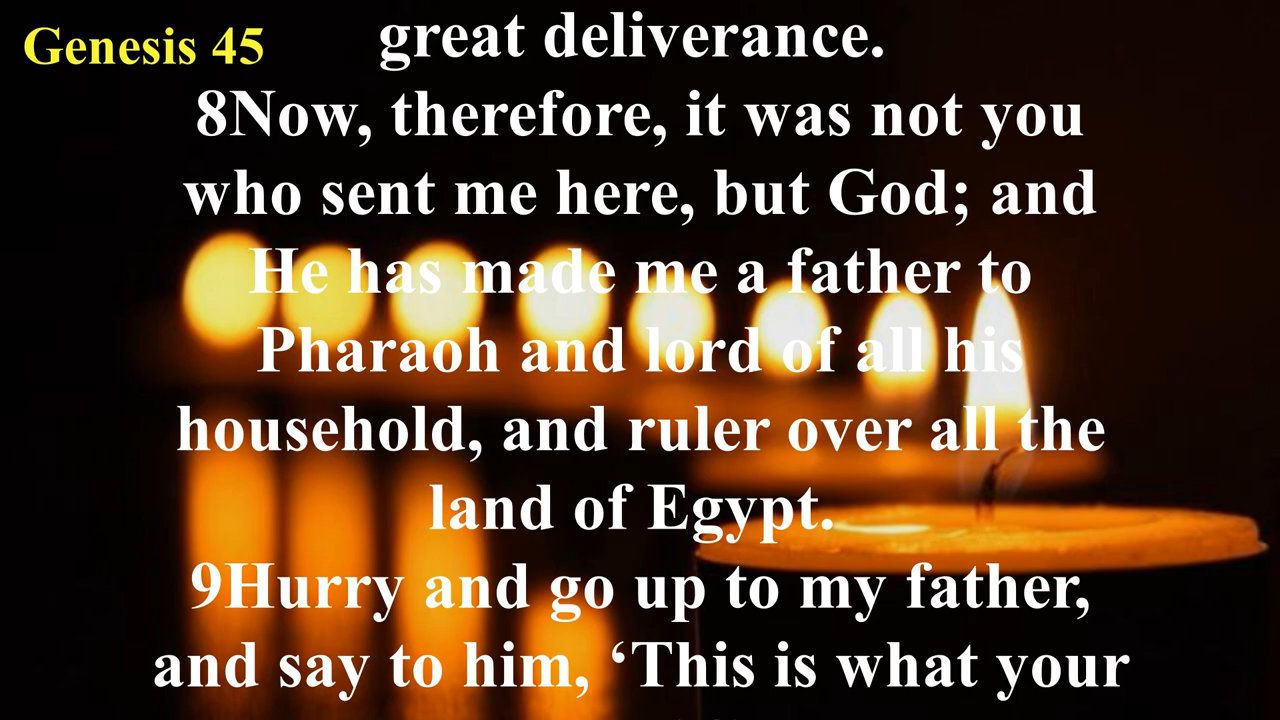 Genesis 45
great deliverance.
8Now, therefore, it was not you
who sent me here, but God; and
He has made me a father to
Pharaoh and lord of all his
household, and ruler over all the
land of Egypt.
9Hurry and go up to my father,
and say to him, ‘This is what your